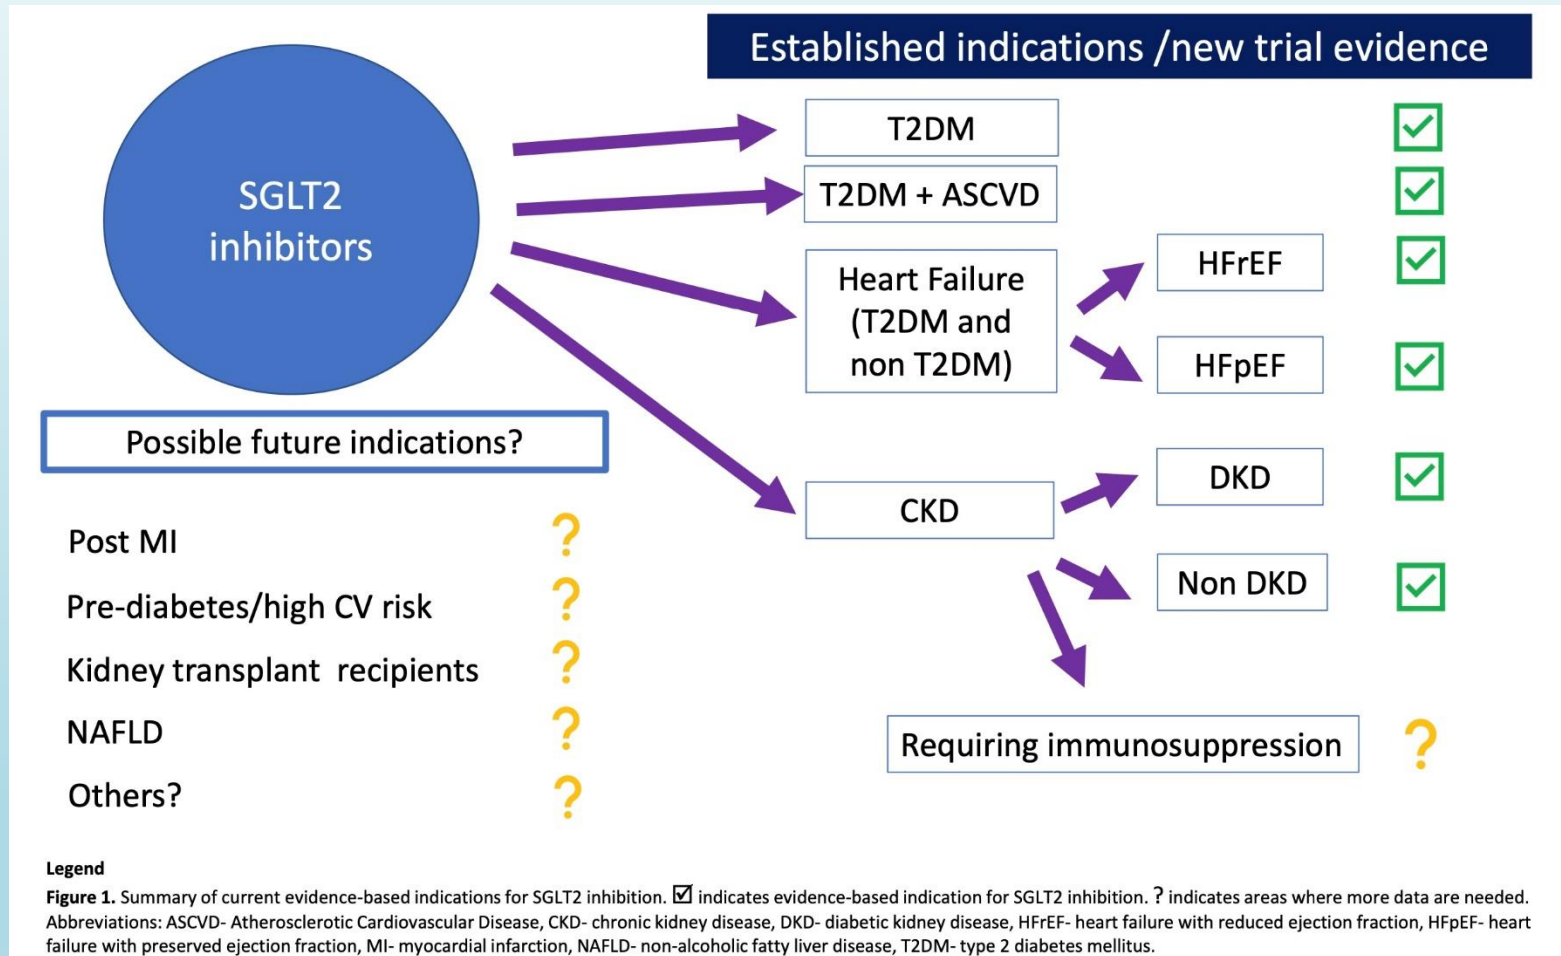 Established indications /new trial evidence
SGLT2
inhibitors
T2DM
T2DM + ASCVD
Heart Failure
(T2DM and
non T2DM)
HFrEF
HFpEF
CKD
DKD
Non DKD
Requiring immunosuppression
?
Possible future indications?
Post MI ?
Pre-diabetes/high CV risk ?
Kidney transplant recipients ?
NAFLD ?
Others? ?
Legend
Figure 1. Summary of current evidence-based indications for SGLT2 inhibition. ☑ indicates evidence-based indication for SGLT2 inhibition. ? indicates areas where more data are needed.
Abbreviations: ASCVD- Atherosclerotic Cardiovascular Disease, CKD- chronic kidney disease, DKD- diabetic kidney disease, HFrEF- heart failure with reduced ejection fraction, HFpEF- heart
failure with preserved ejection fraction, MI- myocardial infarction, NAFLD- non-alcoholic fatty liver disease, T2DM- type 2 diabetes mellitus.